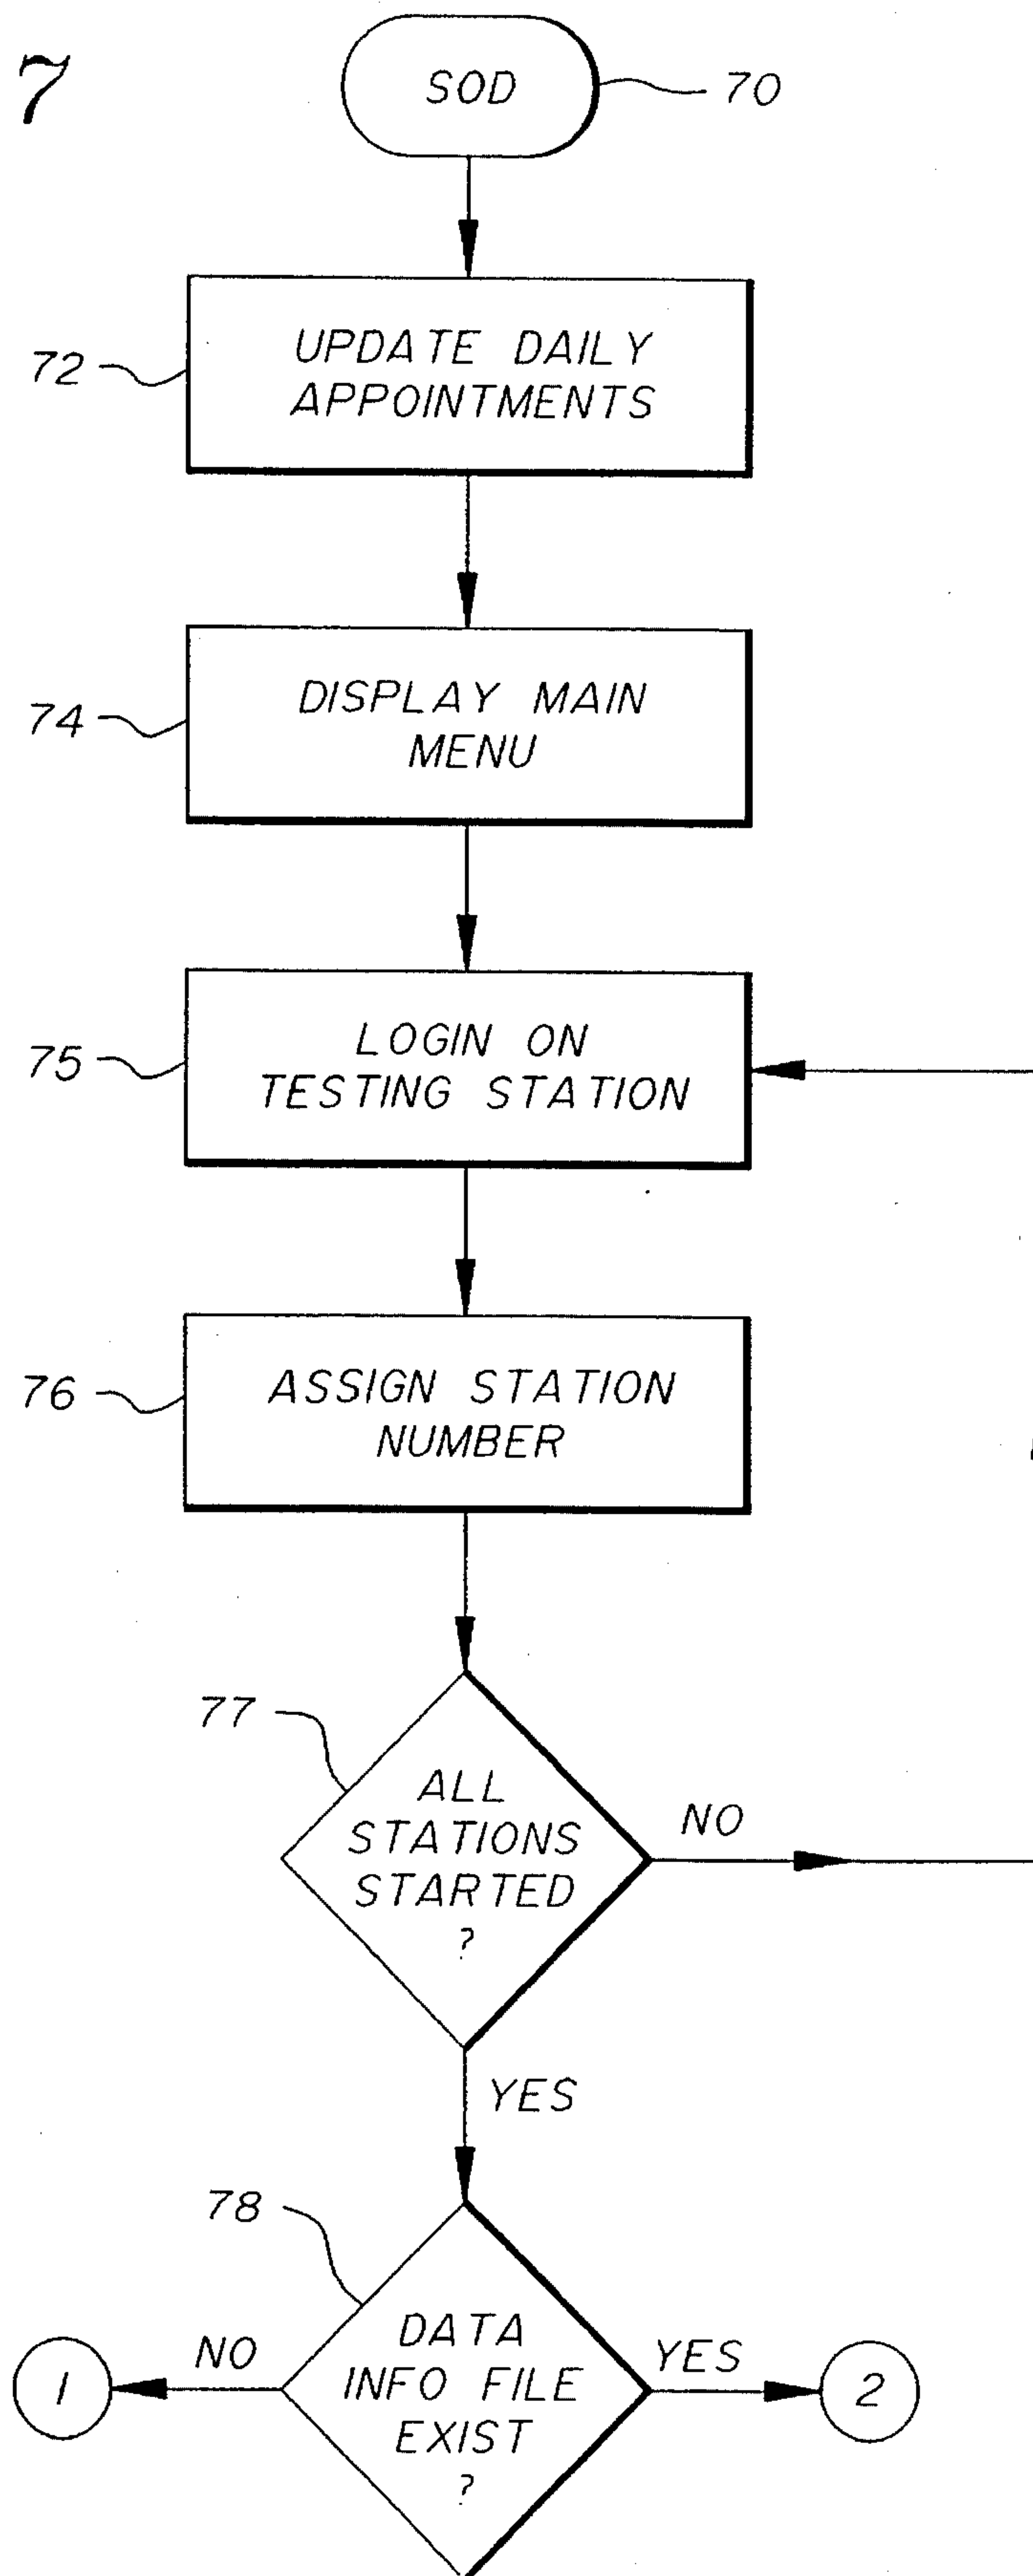 7
SOD
70
UPDATE DAILY
APPOINTMENTS
72
DISPLAY MAIN
MENU
74
LOGIN ON
TESTING STATION
75
ASSIGN STATION
NUMBER
76
77
ALL
STATIONS
STARTED
?
NO
YES
78
DATA
INFO FILE
EXIST
?
NO
1
YES
2